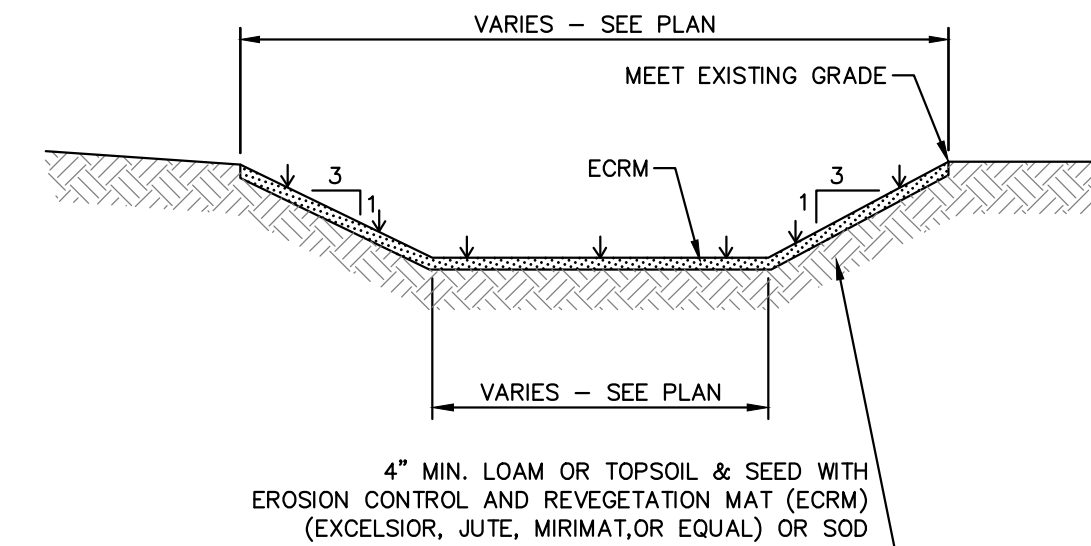 VARIES – SEE PLAN
MEET EXISTING GRADE
ECRM
3
1
3
1
VARIES – SEE PLAN
4" MIN. LOAM OR TOPSOIL & SEED WITH
EROSION CONTROL AND REVEGETATION MAT (ECRM)
(EXCELSIOR, JUTE, MIRIMAT,OR EQUAL) OR SOD